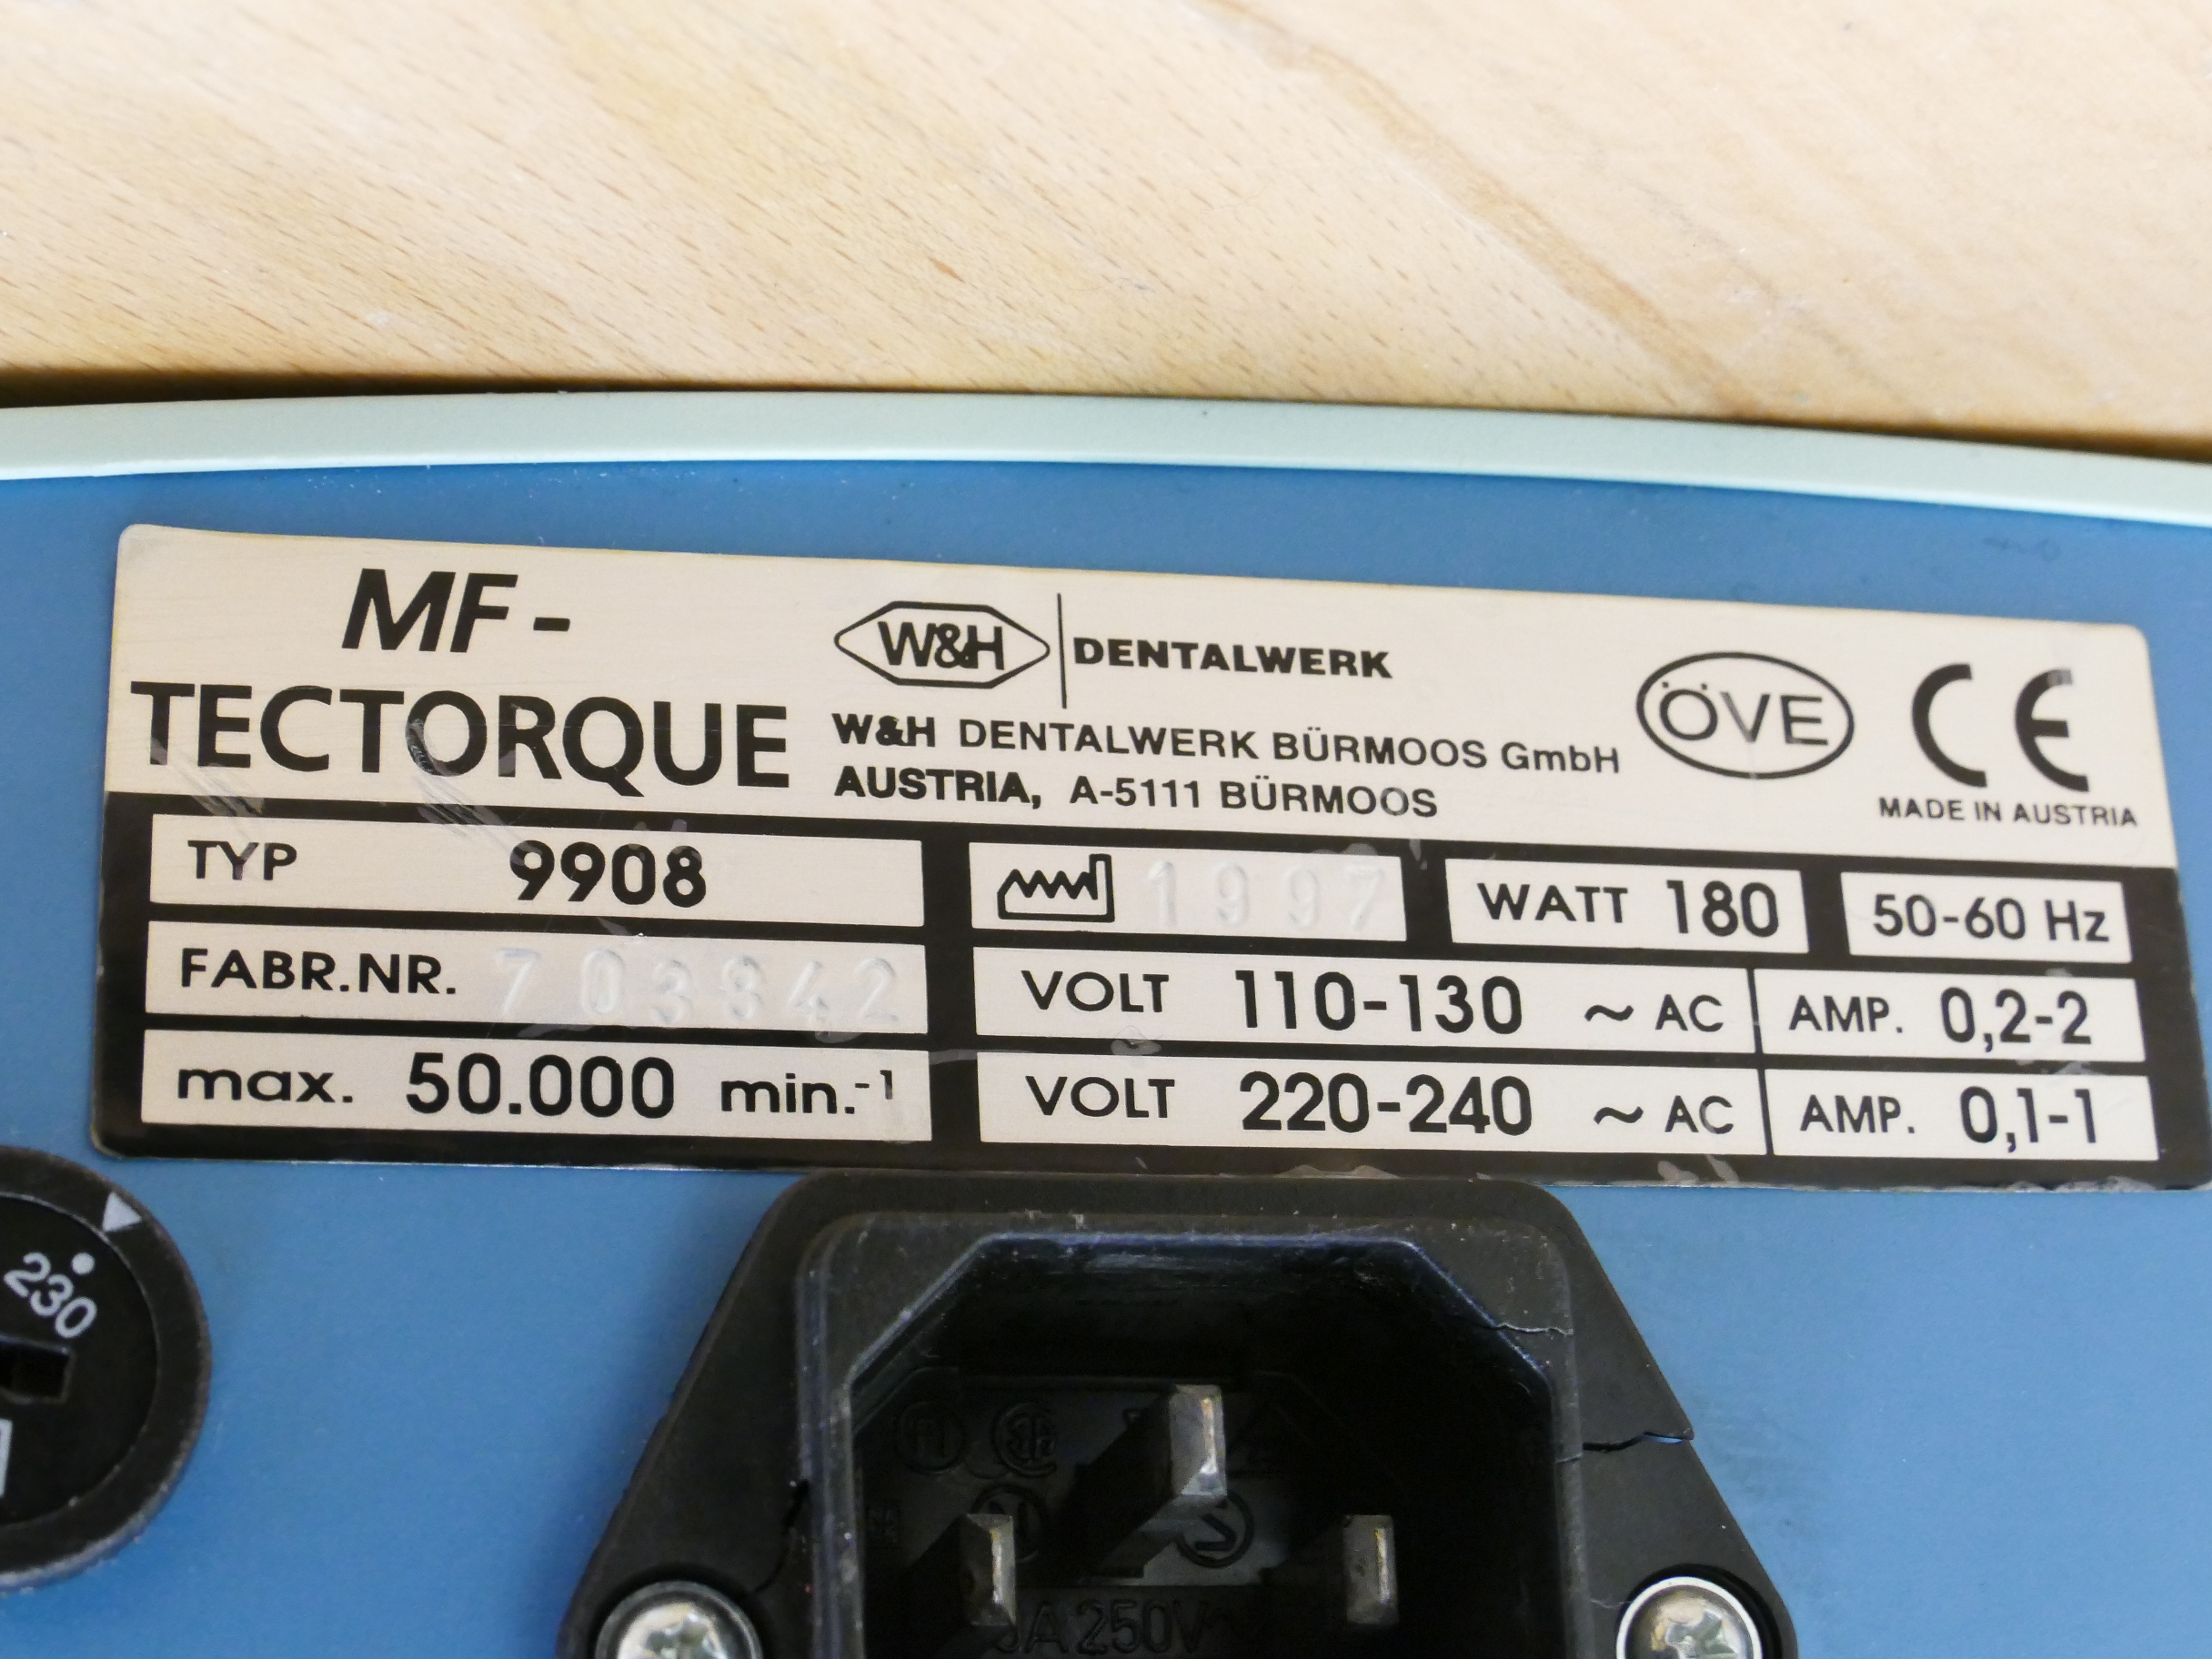 MF -
TECTORQUE
W&H DENTALWERK
W&H DENTALWERK BÜRMOOS GmbH
AUSTRIA, A-5111 BÜRMOOS
ÖVE CE
MADE IN AUSTRIA
TYP 9908
1997
WATT 180
50-60 Hz
FABR.NR. 703842
VOLT 110-130 ~ AC AMP. 0,2-2
max. 50.000 min.-1
VOLT 220-240 ~ AC AMP. 0,1-1
230
250V